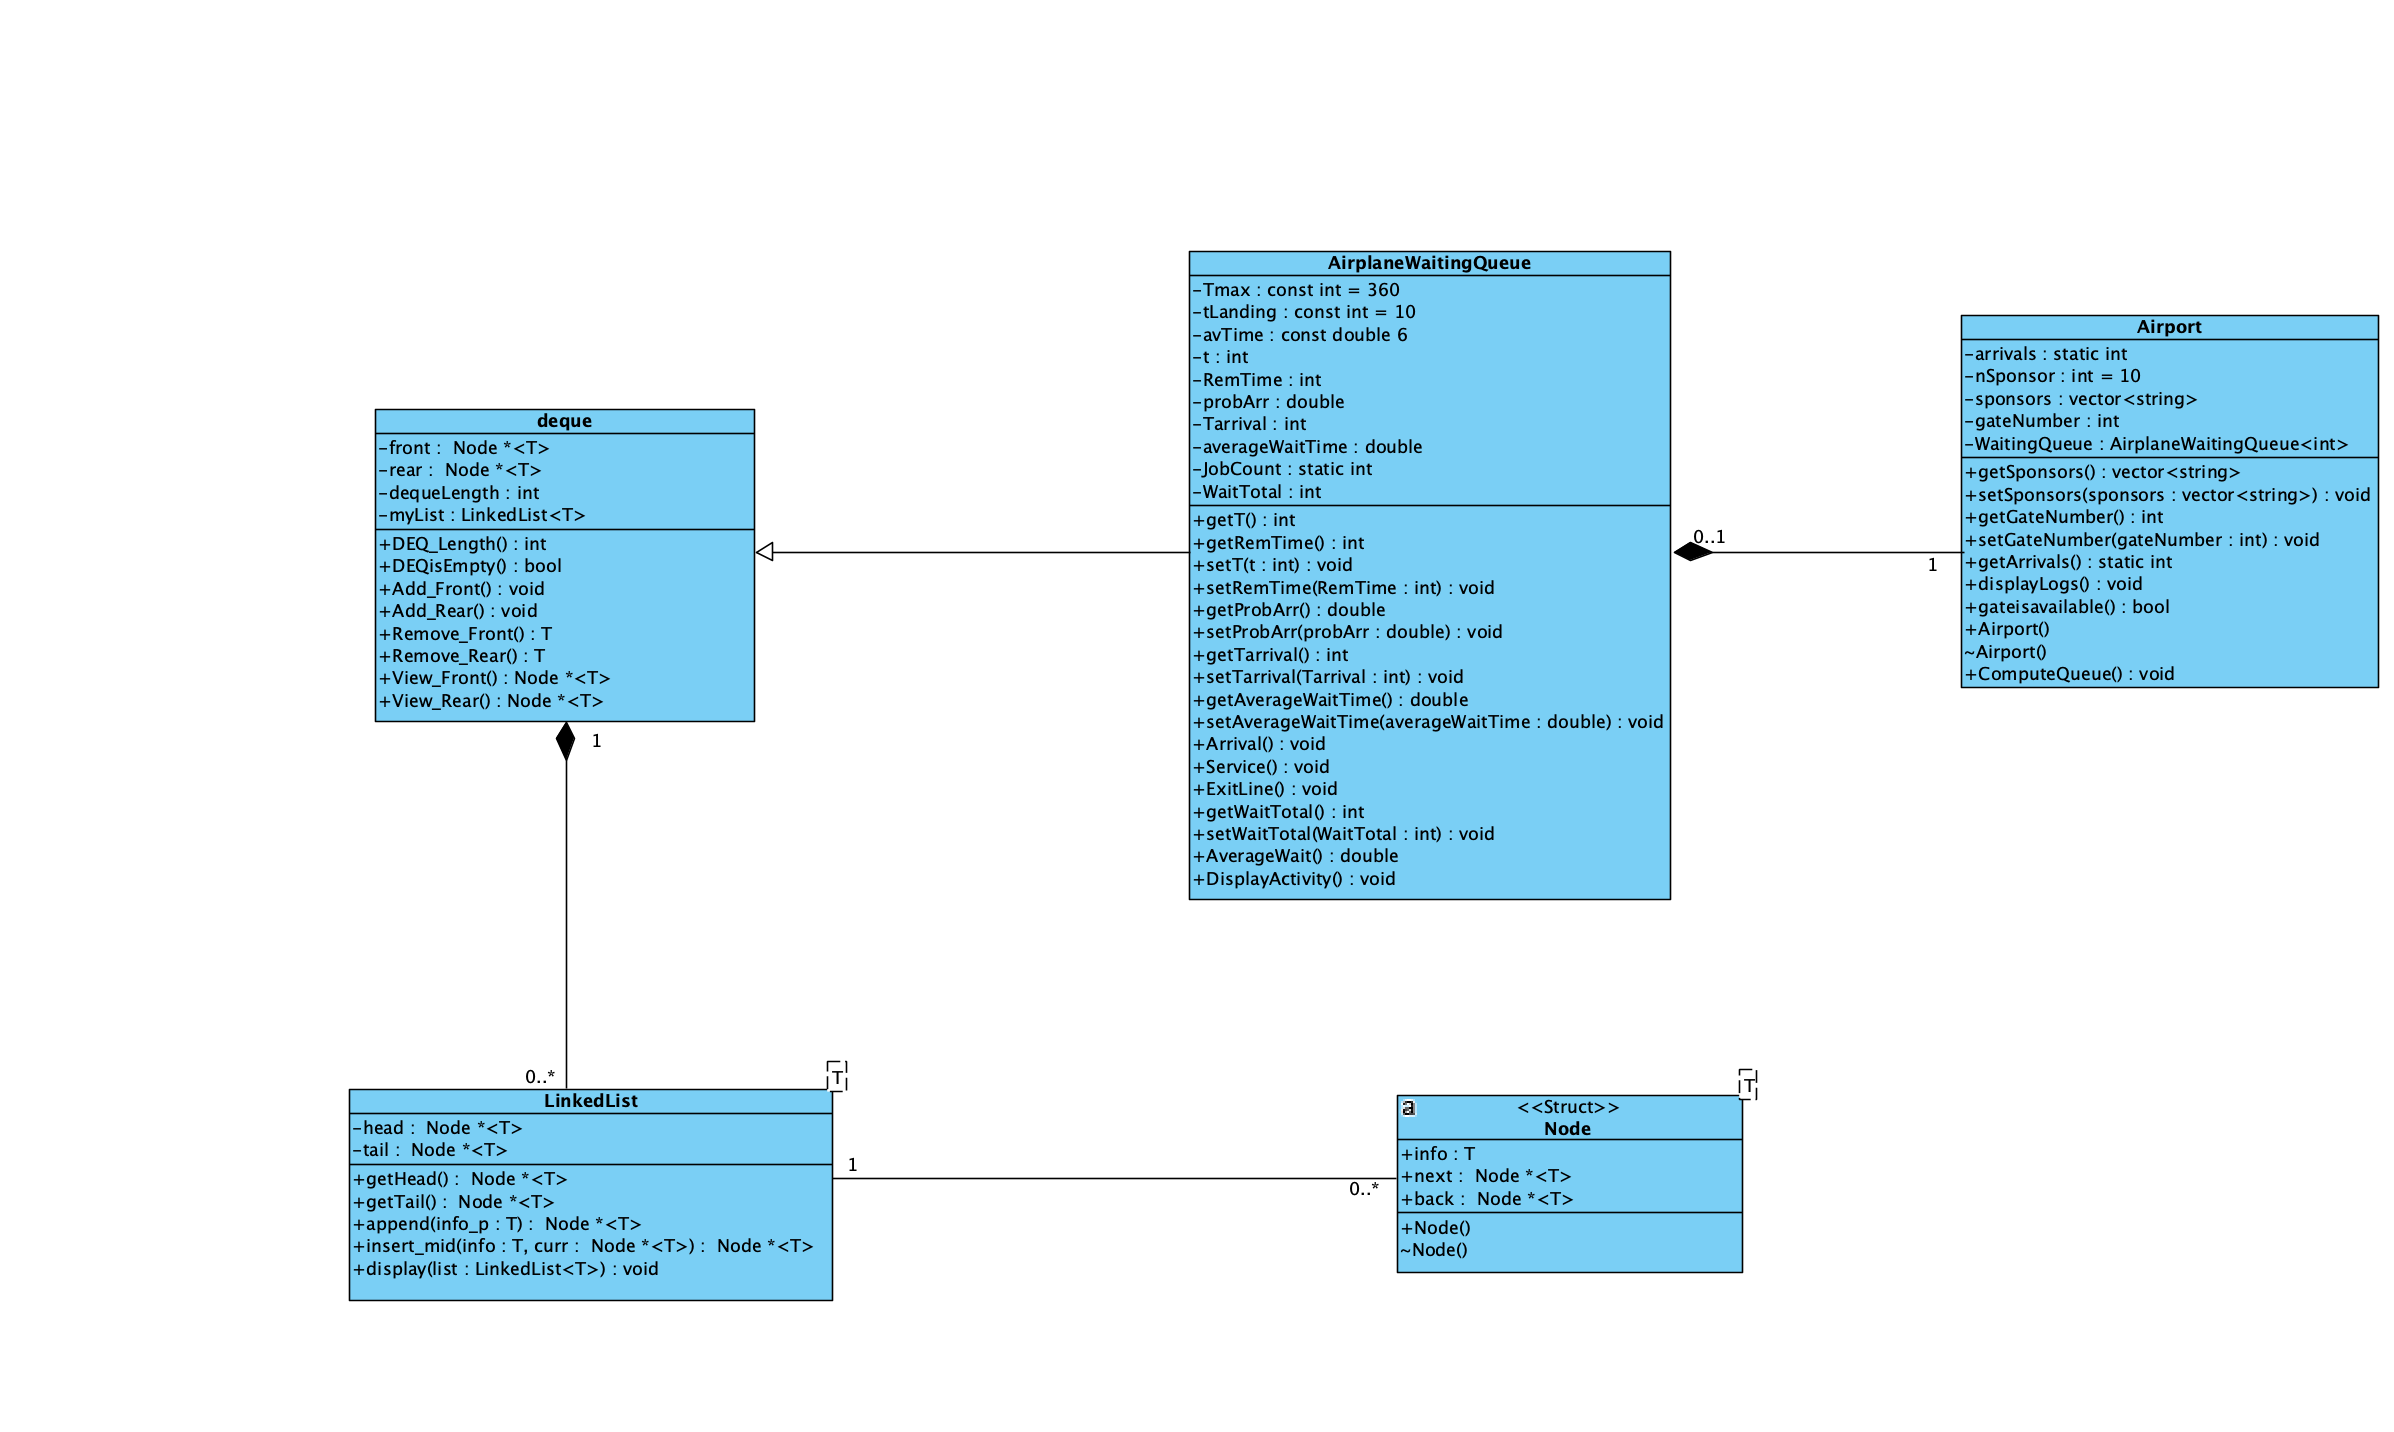 AirplaneWaitingQueue
-Tmax : const int = 360
-tLanding : const int = 10
-avTime : const double 6
-t : int
-RemTime : int
-probArr : double
-Tarrival : int
-averageWaitTime : double
-JobCount : static int
-WaitTotal : int
+getT() : int
+getRemTime() : int
+setT(t : int) : void
+setRemTime(RemTime : int) : void
+getProbArr() : double
+setProbArr(probArr : double) : void
+getTarrival() : int
+setTarrival(Tarrival : int) : void
+getAverageWaitTime() : double
+setAverageWaitTime(averageWaitTime : double) : void
+Arrival() : void
+Service() : void
+ExitLine() : void
+getWaitTotal() : int
+setWaitTotal(WaitTotal : int) : void
+AverageWait() : double
+DisplayActivity() : void
0..1
1
Airport
-arrivals : static int
-nSponsor : int = 10
-sponsors : vector<string>
-gateNumber : int
-WaitingQueue : AirplaneWaitingQueue<int>
+getSponsors() : vector<string>
+setSponsors(sponsors : vector<string>) : void
+getGateNumber() : int
+setGateNumber(gateNumber : int) : void
+getArrivals() : static int
+displayLogs() : void
+gateisavailable() : bool
+Airport()
~Airport()
+ComputeQueue() : void
deque
-front :  Node *<T>
-rear :  Node *<T>
-dequeLength : int
-myList : LinkedList<T>
+DEQ_Length() : int
+DEQisEmpty() : bool
+Add_Front() : void
+Add_Rear() : void
+Remove_Front() : T
+Remove_Rear() : T
+View_Front() : Node *<T>
+View_Rear() : Node *<T>
1
0..*
T
LinkedList
-head :  Node *<T>
-tail :  Node *<T>
+getHead() :  Node *<T>
+getTail() :  Node *<T>
+append(info_p : T) :  Node *<T>
+insert_mid(info : T, curr :  Node *<T>) :  Node *<T>
+display(list : LinkedList<T>) : void
1
0..*
T
a
<<Struct>>
Node
+info : T
+next :  Node *<T>
+back :  Node *<T>
+Node()
~Node()